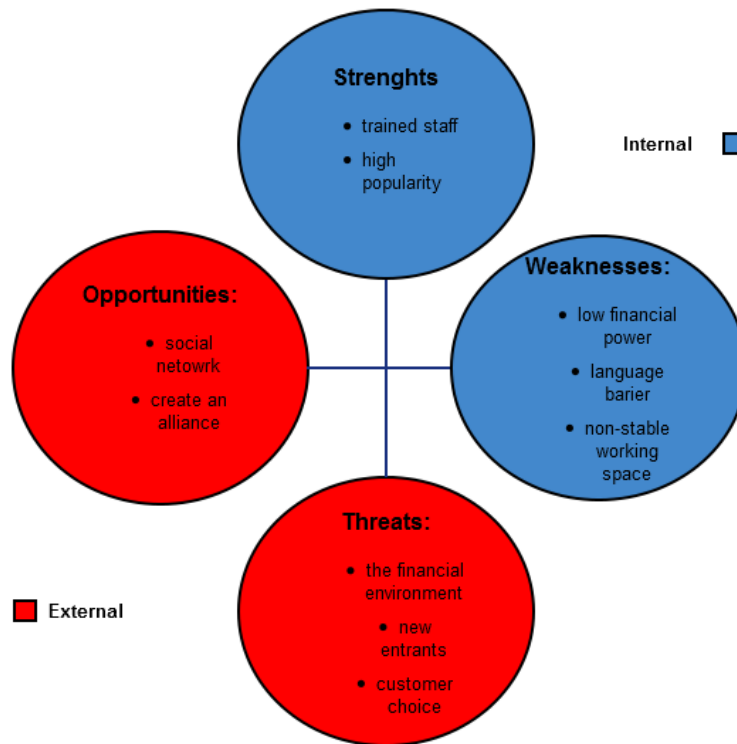 Strenghts
• trained staff
• high
popularity
Internal
Weaknesses:
• low financial
power
• language
barier
• non-stable
working
space
Opportunities:
• social
netowrk
• create an
alliance
Threats:
• the financial
environment
• new
entrants
• customer
choice
External